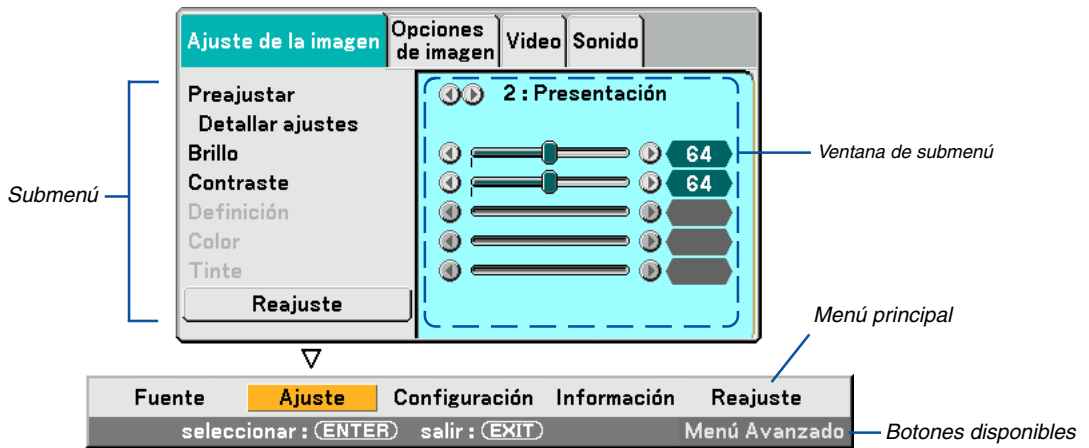 Ajuste de la imagen
Opciones
de imagen
Video
Sonido
Preajustar
2 : Presentación
Detallar ajustes
Brillo
64
Ventana de submenú
Submenú
Contraste
64
Definición
Color
Tinte
Reajuste
Menú principal
Fuente Ajuste Configuración Información Reajuste
seleccionar : ENTER salir : EXIT Menú Avanzado
Botones disponibles